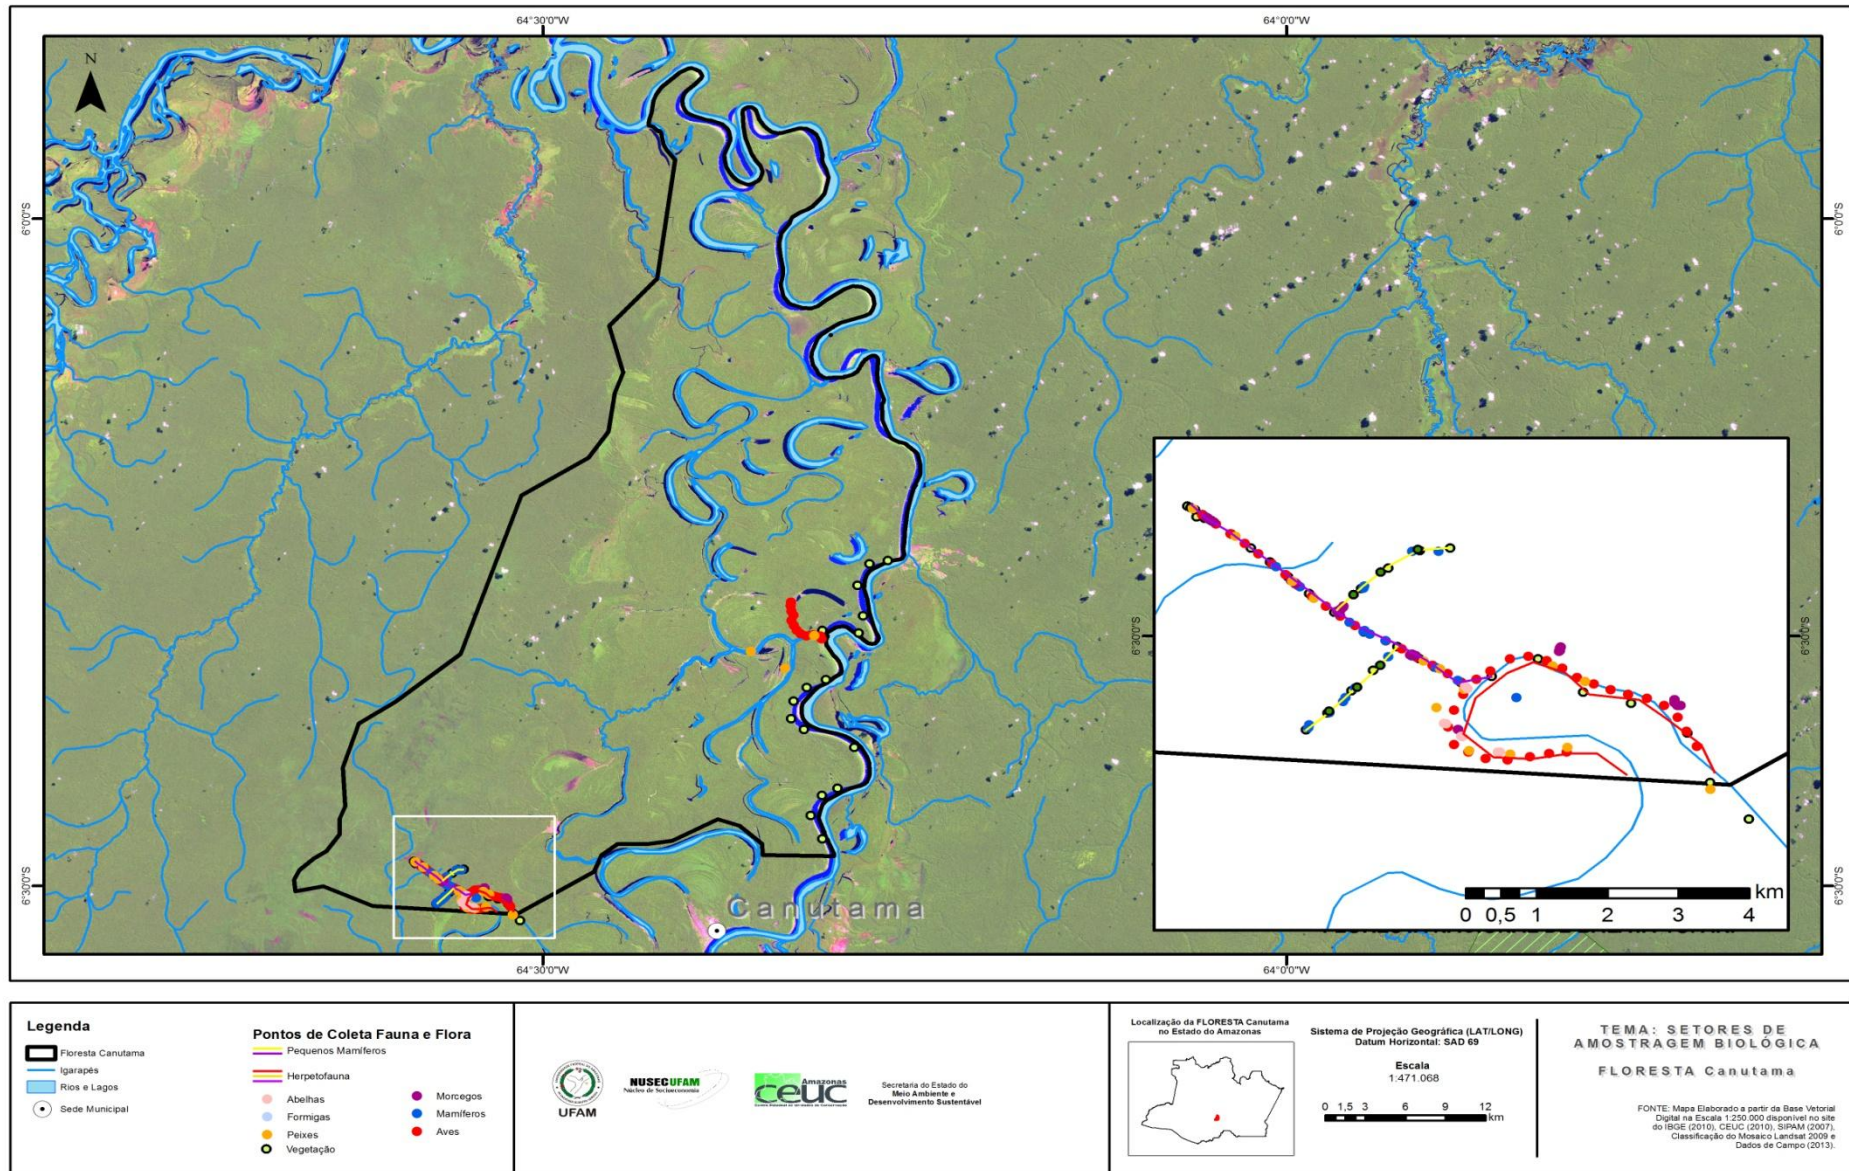 64°30'0"W
64°0'0"W
N
6°0'0"S
6°0'0"S
6°30'0"S
6°30'0"S
6°30'0"S
Canutama
km
0 0,5 1 2 3 4
64°30'0"W
64°0'0"W
Legenda
Floresta Canutama
Igarapés
Rios e Lagos
Sede Municipal
Pontos de Coleta Fauna e Flora
Pequenos Mamíferos
Herpetofauna
Abelhas
Formigas
Peixes
Vegetação
Morcegos
Mamíferos
Aves
UFAM
NUSECUFAM
Núcleo de Socioeconomia
Amazonas
ceuc
Secretaria do Estado do
Meio Ambiente e
Desenvolvimento Sustentável
Localização da FLORESTA Canutama
no Estado do Amazonas
Sistema de Projeção Geográfica (LAT/LONG)
Datum Horizontal: SAD 69
Escala
1:471.068
0 1,5 3 6 9 12
km
TEMA: SETORES DE
AMOSTRAGEM BIOLÓGICA
FLORESTA Canutama
FONTE: Mapa Elaborado a partir da Base Vetorial
Digital na Escala 1:250.000 disponível no site
do IBGE (2010), CEUC (2010), SIPAM (2007),
Classificação do Mosaico Landsat 2009 e
Dados de Campo (2013).